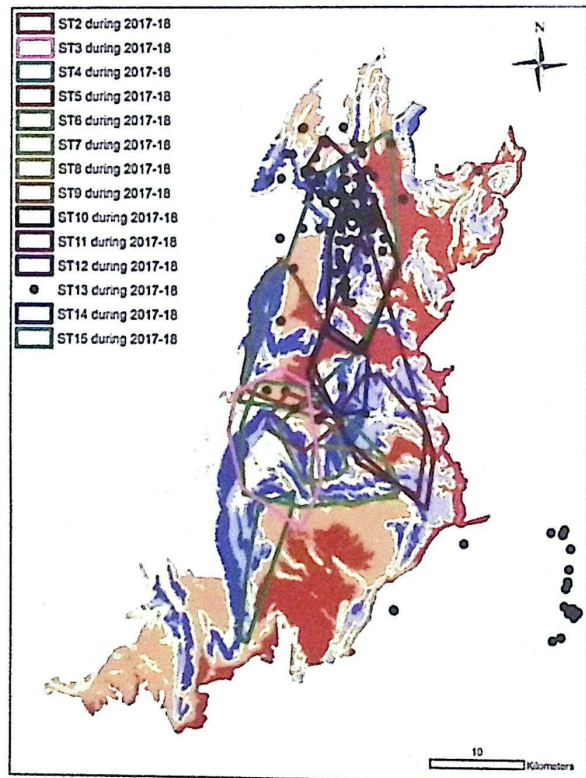 ST2 during 2017-18
ST3 during 2017-18
ST4 during 2017-18
ST5 during 2017-18
ST6 during 2017-18
ST7 during 2017-18
ST8 during 2017-18
ST9 during 2017-18
ST10 during 2017-18
ST11 during 2017-18
ST12 during 2017-18
ST13 during 2017-18
ST14 during 2017-18
ST15 during 2017-18
N
10
Kilometers